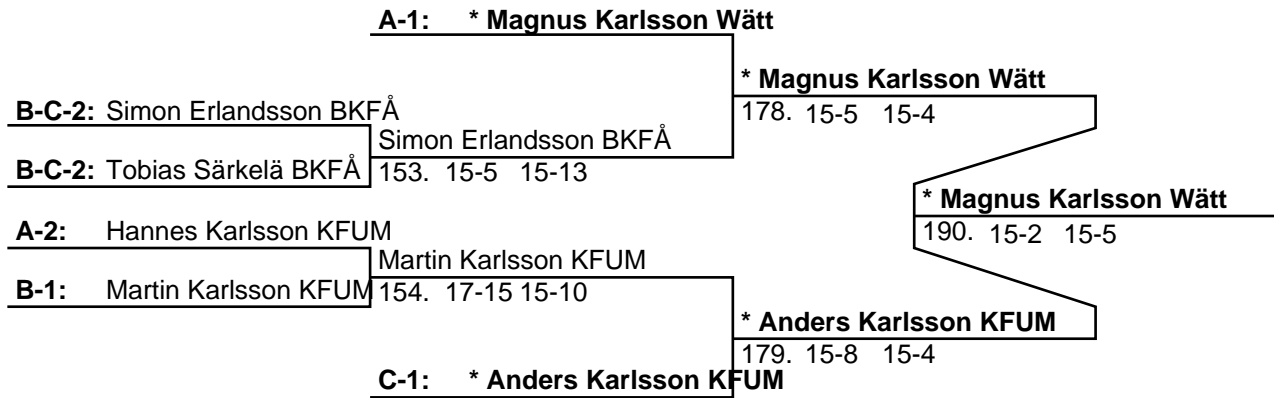 A-1: * Magnus Karlsson Wätt
* Magnus Karlsson Wätt
B-C-2: Simon Erlandsson BKFÅ
178. 15-5 15-4
Simon Erlandsson BKFÅ
B-C-2: Tobias Särkelä BKFÅ
153. 15-5 15-13
* Magnus Karlsson Wätt
A-2: Hannes Karlsson KFUM
190. 15-2 15-5
Martin Karlsson KFUM
B-1: Martin Karlsson KFUM
154. 17-15 15-10
* Anders Karlsson KFUM
179. 15-8 15-4
C-1: * Anders Karlsson KFUM